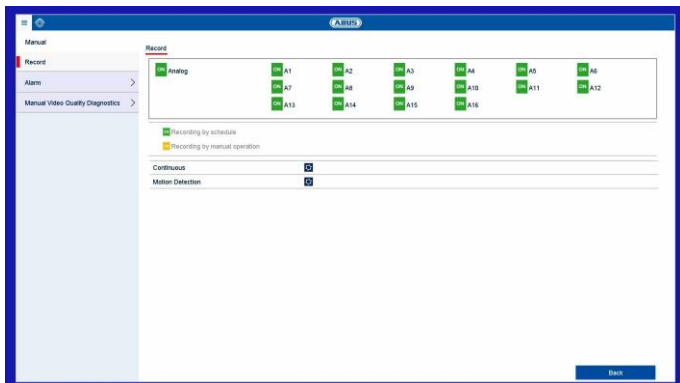 ABUS
Manual
Record
Alarm
Manual Video Quality Diagnostics
Record
ON Analog ON A1 ON A2 ON A3 ON A4 ON A5 ON A6
ON A7 ON A8 ON A9 ON A10 ON A11 ON A12
ON A13 ON A14 ON A15 ON A16
ON Recording by schedule
ON Recording by manual operation
Continuous
Motion Detection
Back